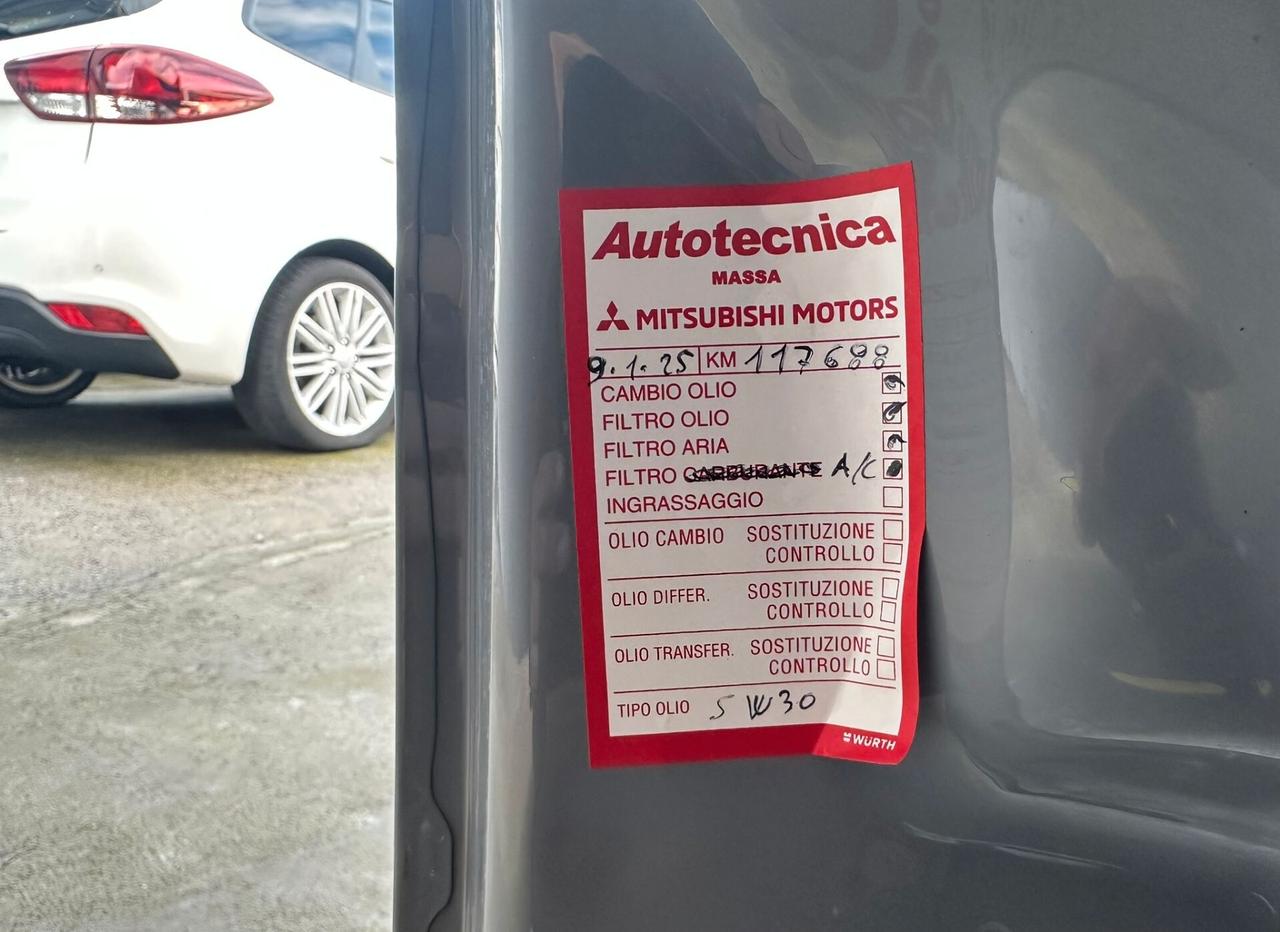 Autotecnica
MASSA
MITSUBISHI MOTORS
9.1.25 KM 117688
CAMBIO OLIO
FILTRO OLIO
FILTRO ARIA
FILTRO CARBURANTE A/C
INGRASSAGGIO
OLIO CAMBIO SOSTITUZIONE
CONTROLLO
OLIO DIFFER. SOSTITUZIONE
CONTROLLO
OLIO TRANSFER. SOSTITUZIONE
CONTROLLO
TIPO OLIO 5W30
WÜRTH